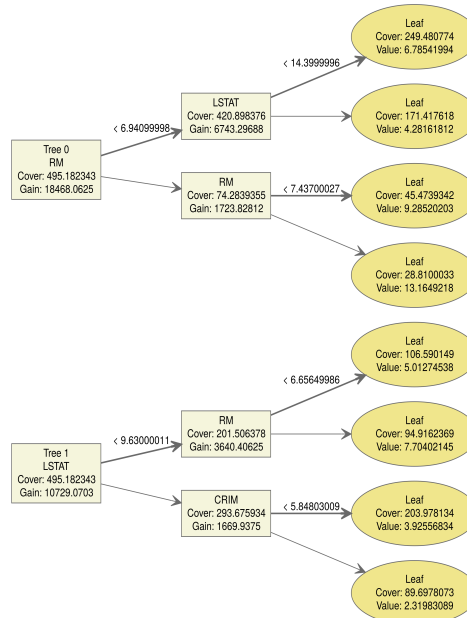 Leaf
Cover: 249.480774
Value: 6.78541994
< 14.3999996
LSTAT
Cover: 420.898376
Gain: 6743.29688
Leaf
Cover: 171.417618
Value: 4.28161812
< 6.94099998
Tree 0
RM
Cover: 495.182343
Gain: 18468.0625
RM
Cover: 74.2839355
Gain: 1723.82812
< 7.43700027
Leaf
Cover: 45.4739342
Value: 9.28520203
Leaf
Cover: 28.8100033
Value: 13.1649218
Leaf
Cover: 106.590149
Value: 5.01274538
< 6.65649986
RM
Cover: 201.506378
Gain: 3640.40625
Leaf
Cover: 94.9162369
Value: 7.70402145
< 9.63000011
Tree 1
LSTAT
Cover: 495.182343
Gain: 10729.0703
CRIM
Cover: 293.675934
Gain: 1669.9375
< 5.84803009
Leaf
Cover: 203.978134
Value: 3.92556834
Leaf
Cover: 89.6978073
Value: 2.31983089